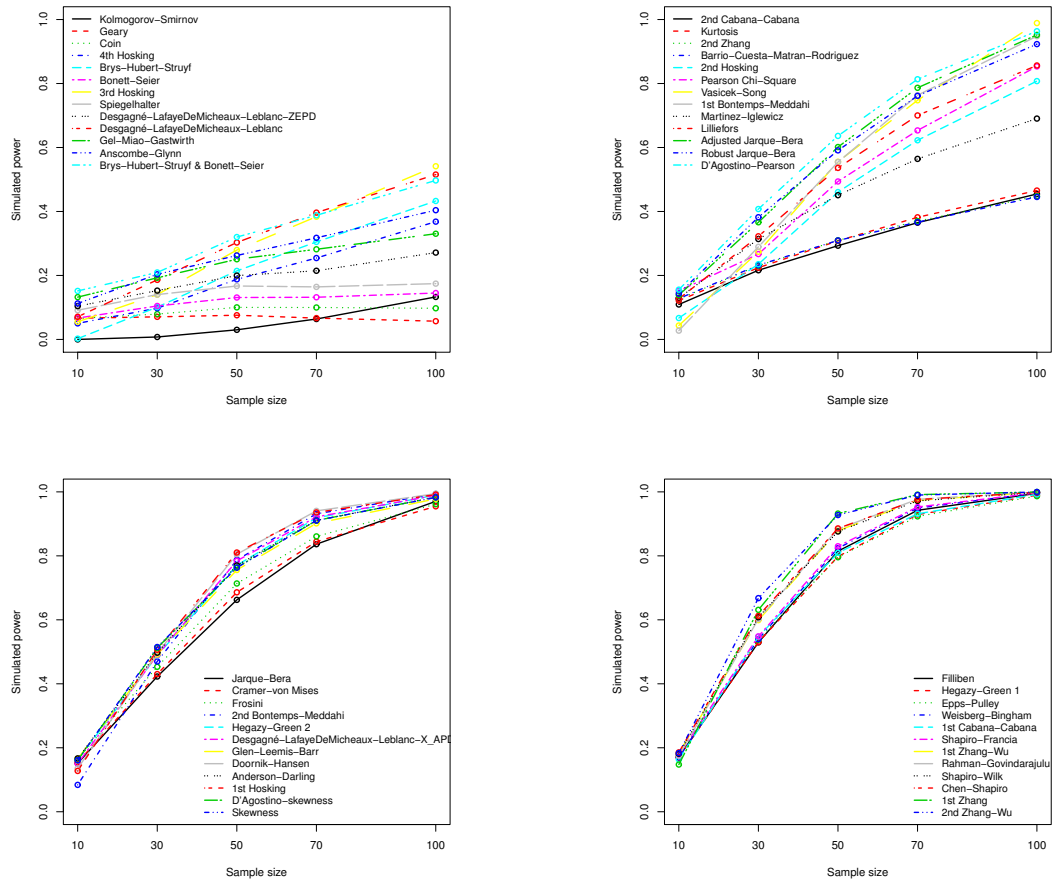 Kolmogorov−Smirnov
Geary
Coin
4th Hosking
Brys−Hubert−Struyf
Bonett−Seier
3rd Hosking
Spiegelhalter
Desgagné−LafayeDeMicheaux−Leblanc−ZEPD
Desgagné−LafayeDeMicheaux−Leblanc
Gel−Miao−Gastwirth
Anscombe−Glynn
Brys−Hubert−Struyf & Bonett−Seier
Simulated power
0.0
0.2
0.4
0.6
0.8
1.0
10
30
50
70
100
Sample size
2nd Cabana−Cabana
Kurtosis
2nd Zhang
Barrio−Cuesta−Matran−Rodriguez
2nd Hosking
Pearson Chi−Square
Vasicek−Song
1st Bontemps−Meddahi
Martinez−Iglewicz
Lilliefors
Adjusted Jarque−Bera
Robust Jarque−Bera
D'Agostino−Pearson
Simulated power
0.0
0.2
0.4
0.6
0.8
1.0
10
30
50
70
100
Sample size
Jarque−Bera
Cramer−von Mises
Frosini
2nd Bontemps−Meddahi
Hegazy−Green 2
Desgagné−LafayeDeMicheaux−Leblanc−X_APD
Glen−Leemis−Barr
Doornik−Hansen
Anderson−Darling
1st Hosking
D'Agostino−skewness
Skewness
Simulated power
0.0
0.2
0.4
0.6
0.8
1.0
10
30
50
70
100
Sample size
Filliben
Hegazy−Green 1
Epps−Pulley
Weisberg−Bingham
1st Cabana−Cabana
Shapiro−Francia
1st Zhang−Wu
Rahman−Govindarajulu
Shapiro−Wilk
Chen−Shapiro
1st Zhang
2nd Zhang−Wu
Simulated power
0.0
0.2
0.4
0.6
0.8
1.0
10
30
50
70
100
Sample size